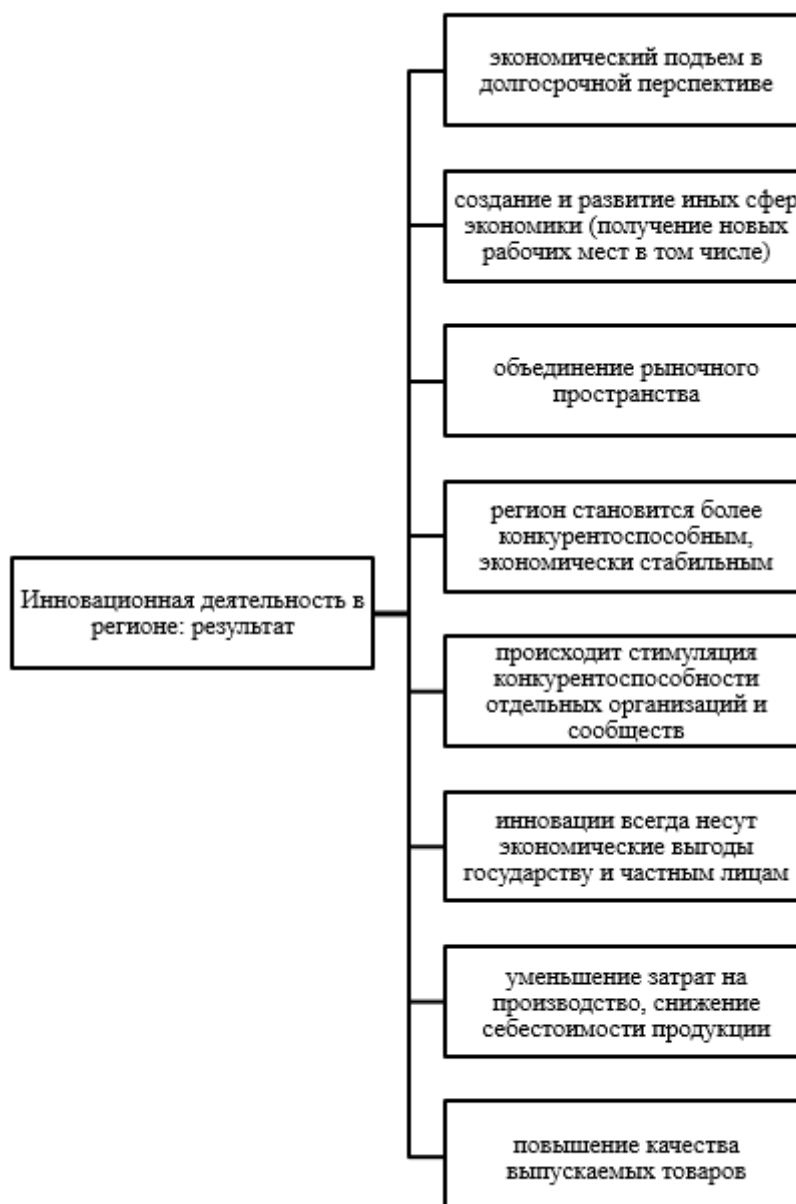 экономический подъем в
долгосрочной перспективе
создание и развитие иных сфер
экономики (получение новых
рабочих мест в том числе)
объединение рыночного
пространства
регион становится более
конкурентоспособным,
экономически стабильным
Инновационная деятельность в
регионе: результат
происходит стимуляция
конкурентоспособности
отдельных организаций и
сообществ
инновации всегда несут
экономические выгоды
государству и частным лицам
уменьшение затрат на
производство, снижение
себестоимости продукции
повышение качества
выпускаемых товаров